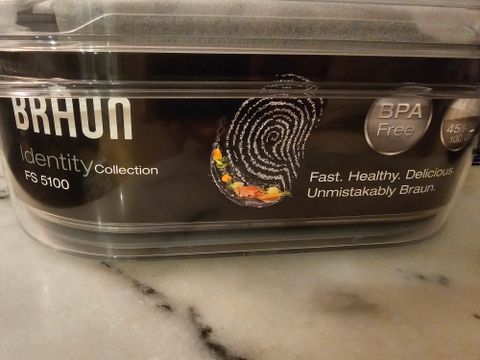 BRAUN
Identity Collection
FS 5100
BPA
Free
Fast. Healthy. Delicious.
Unmistakably Braun.